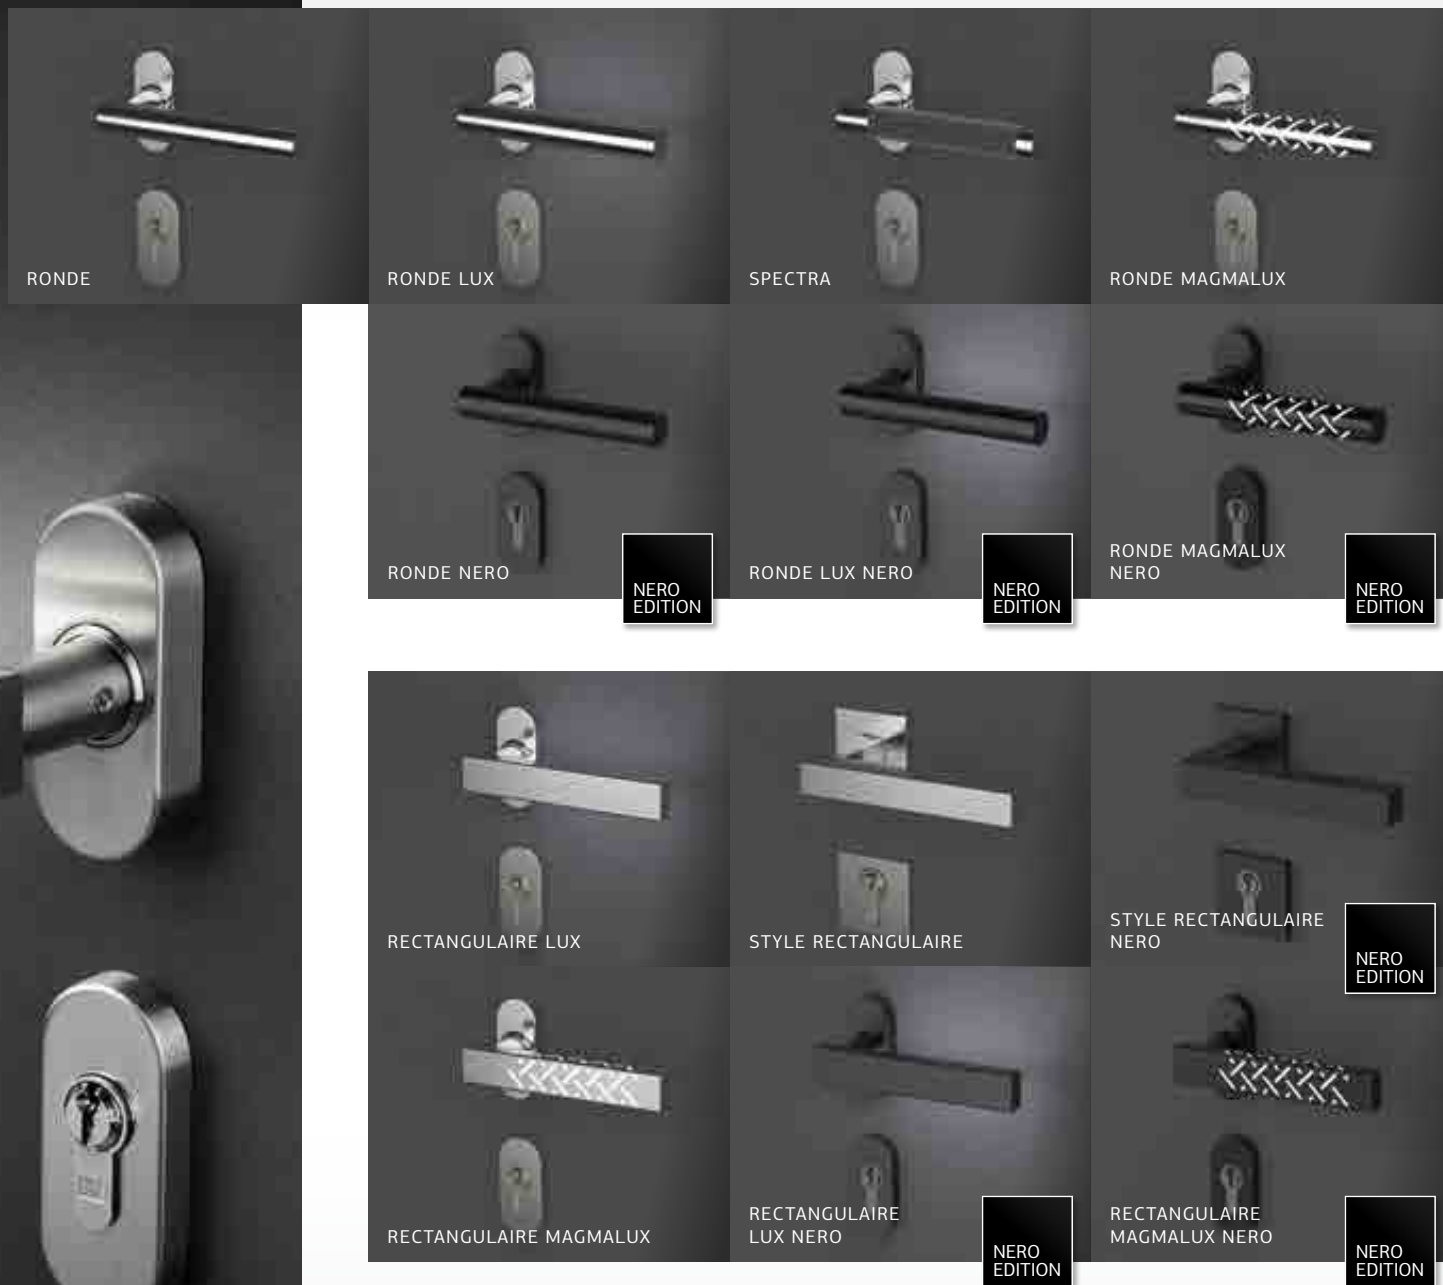 RONDE
RONDE LUX
SPECTRA
RONDE MAGMALUX
RONDE NERO
NERO
EDITION
RONDE LUX NERO
NERO
EDITION
RONDE MAGMALUX
NERO
NERO
EDITION
RECTANGULAIRE LUX
STYLE RECTANGULAIRE
STYLE RECTANGULAIRE
NERO
NERO
EDITION
RECTANGULAIRE MAGMALUX
RECTANGULAIRE
LUX NERO
NERO
EDITION
RECTANGULAIRE
MAGMALUX NERO
NERO
EDITION